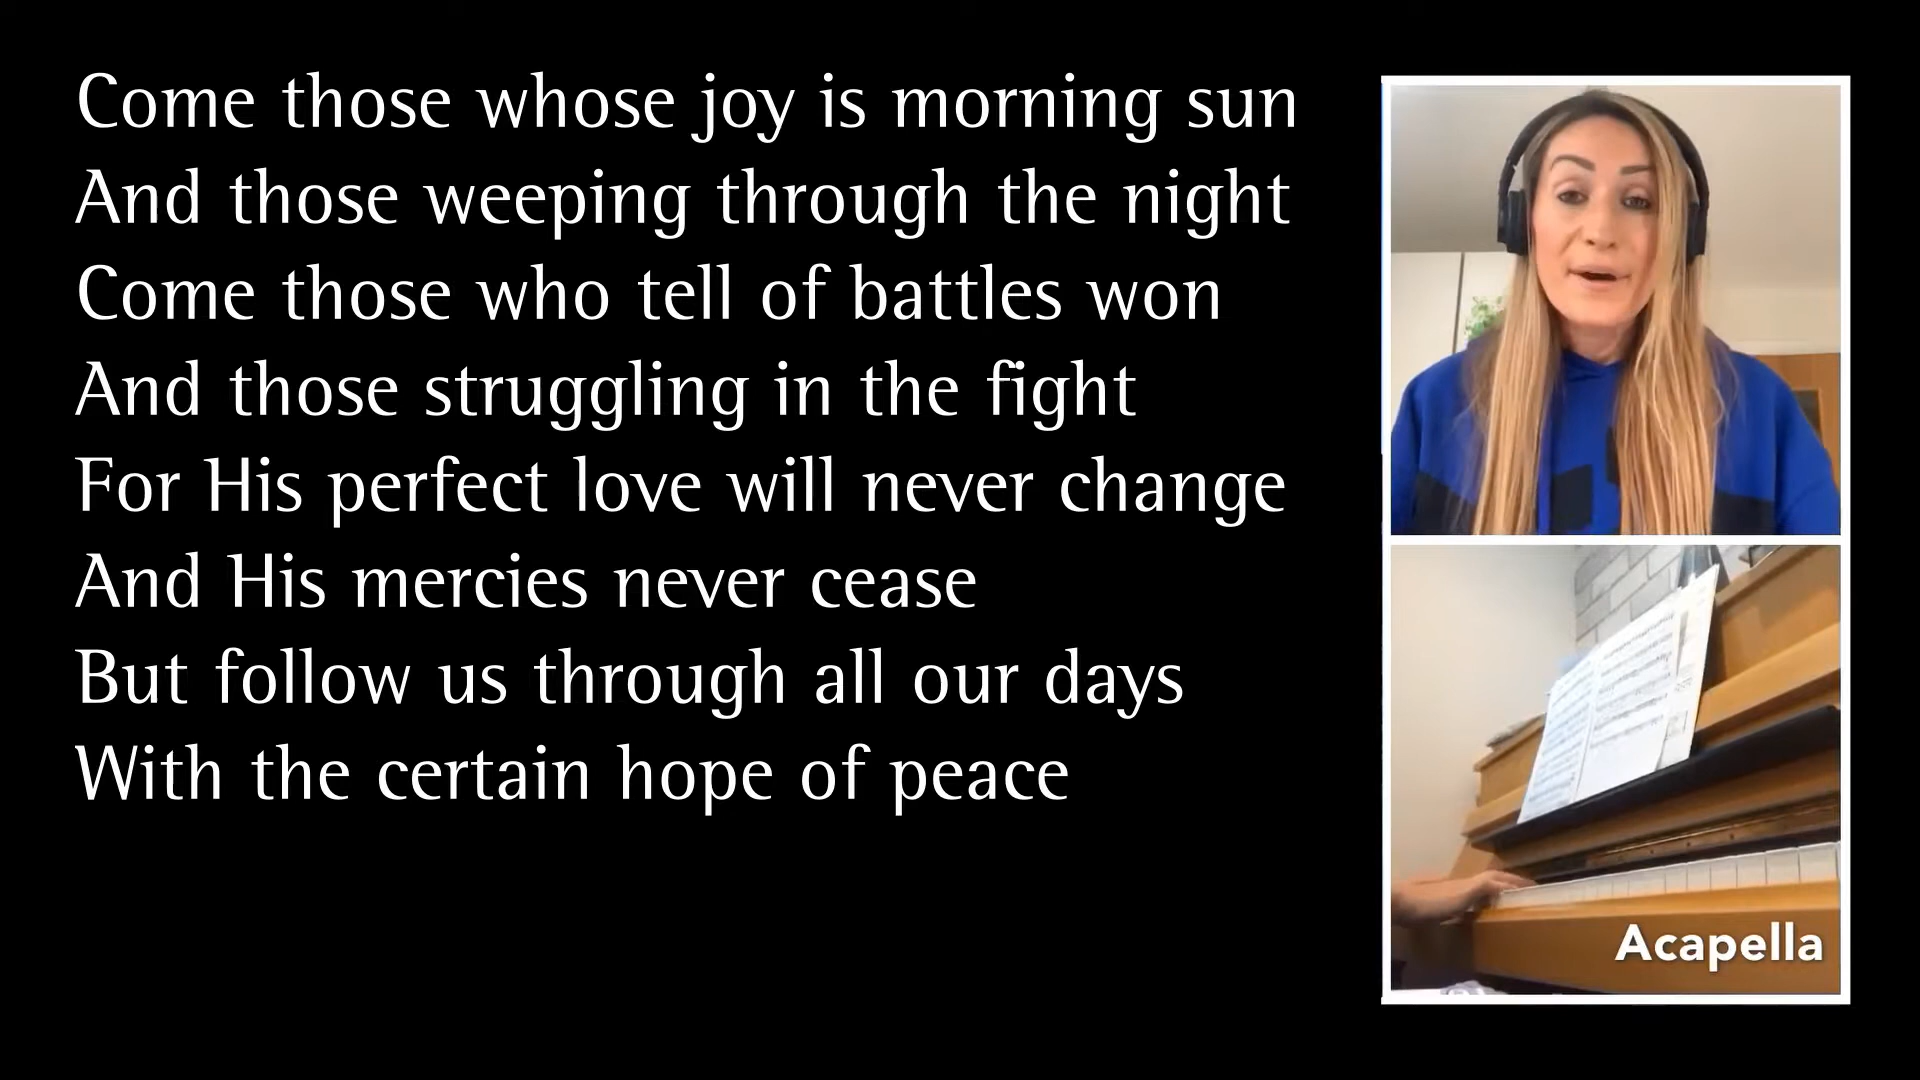 Come those whose joy is morning sun
And those weeping through the night
Come those who tell of battles won
And those struggling in the fight
For His perfect love will never change
And His mercies never cease
But follow us through all our days
With the certain hope of peace
Acapella